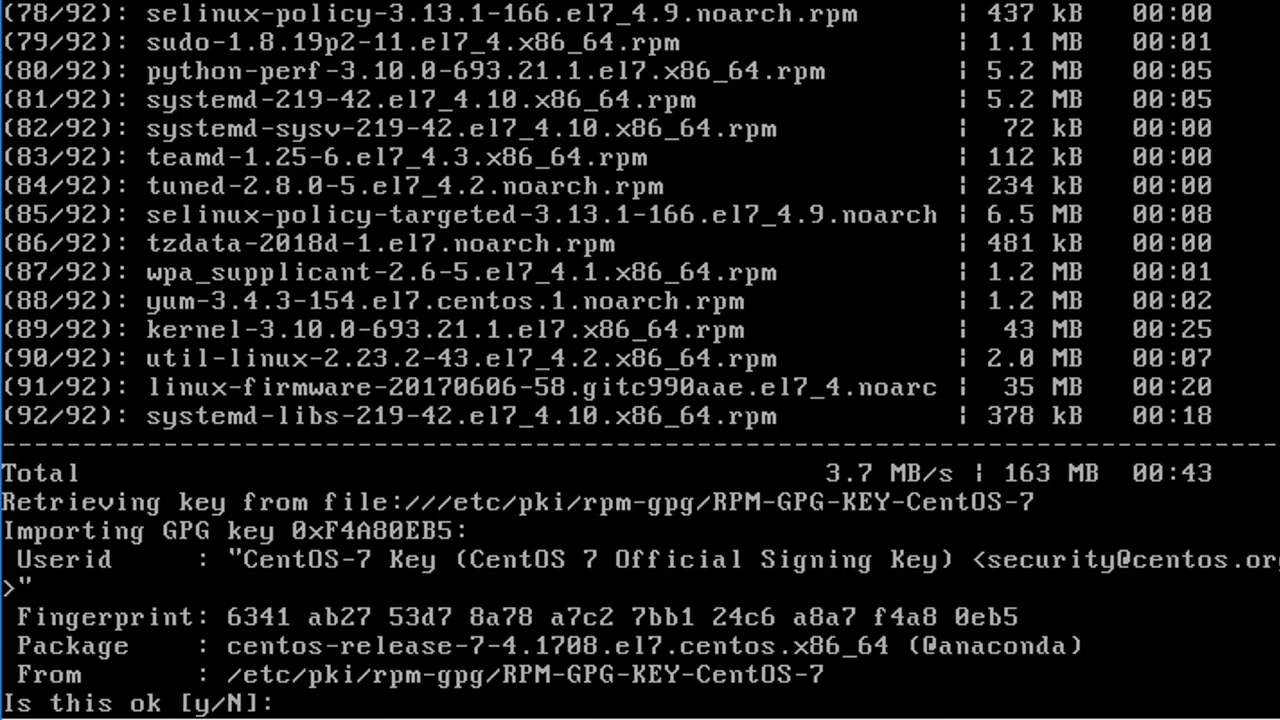 (78/92): selinux-policy-3.13.1-166.el7_4.9.noarch.rpm | 437 kB 00:00
(79/92): sudo-1.8.19p2-11.el7_4.x86_64.rpm | 1.1 MB 00:01
(80/92): python-perf-3.10.0-693.21.1.el7.x86_64.rpm | 5.2 MB 00:05
(81/92): systemd-219-42.el7_4.10.x86_64.rpm | 5.2 MB 00:05
(82/92): systemd-sysv-219-42.el7_4.10.x86_64.rpm | 72 kB 00:00
(83/92): teamd-1.25-6.el7_4.3.x86_64.rpm | 112 kB 00:00
(84/92): tuned-2.8.0-5.el7_4.2.noarch.rpm | 234 kB 00:00
(85/92): selinux-policy-targeted-3.13.1-166.el7_4.9.noarch | 6.5 MB 00:08
(86/92): tzdata-2018d-1.el7.noarch.rpm | 481 kB 00:00
(87/92): wpa_supplicant-2.6-5.el7_4.1.x86_64.rpm | 1.2 MB 00:01
(88/92): yum-3.4.3-154.el7.centos.1.noarch.rpm | 1.2 MB 00:02
(89/92): kernel-3.10.0-693.21.1.el7.x86_64.rpm | 43 MB 00:25
(90/92): util-linux-2.23.2-43.el7_4.2.x86_64.rpm | 2.0 MB 00:07
(91/92): linux-firmware-20170606-58.gitc990aae.el7_4.noarc | 35 MB 00:20
(92/92): systemd-libs-219-42.el7_4.10.x86_64.rpm | 378 kB 00:18
--------------------------------------------------------------------------------
Total 3.7 MB/s | 163 MB 00:43
Retrieving key from file:///etc/pki/rpm-gpg/RPM-GPG-KEY-CentOS-7
Importing GPG key 0xF4A80EB5:
Userid : "CentOS-7 Key (CentOS 7 Official Signing Key) <security@centos.org
>"
Fingerprint: 6341 ab27 53d7 8a78 a7c2 7bb1 24c6 a8a7 f4a8 0eb5
Package : centos-release-7-4.1708.el7.centos.x86_64 (@anaconda)
From : /etc/pki/rpm-gpg/RPM-GPG-KEY-CentOS-7
Is this ok [y/N]: